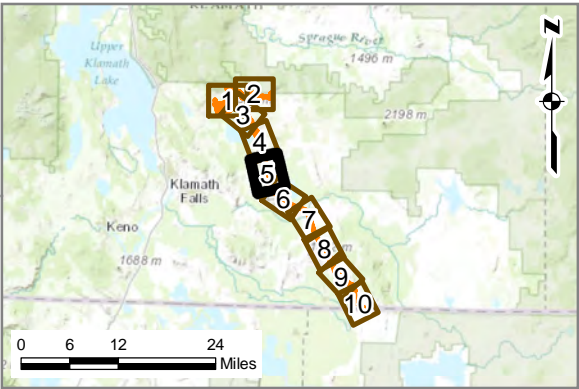 KLAMATH
Upper
Klamath
Lake
Sprague River
1496 m
N
2198 m
1
2
3
4
5
6
7
8
9
10
Klamath
Falls
Keno
1688 m
0 6 12 24
Miles